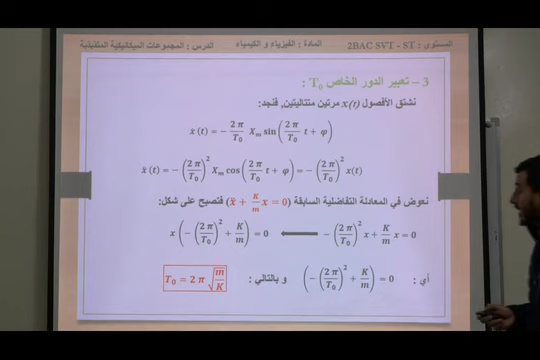 المستوى : 2BAC SVT - ST المادة : الفيزياء و الكيمياء الدرس : المجموعات الميكانيكية المتذبذبة
3 – تعبير الدور الخاص T₀ :
نشتق الأفصول x(t) مرتين متتاليتين, فنجد:
ẋ(t) = − 2π/T₀ X_m sin(2π/T₀ t + φ)
ẍ(t) = −(2π/T₀)² X_m cos(2π/T₀ t + φ) = −(2π/T₀)² x(t)
نعوض في المعادلة التفاضلية السابقة (ẍ + K/m x = 0) فتصبح على شكل:
−(2π/T₀)² x + K/m x = 0 ⟵ x(−(2π/T₀)² + K/m) = 0
أي : (−(2π/T₀)² + K/m) = 0 و بالتالي : T₀ = 2π √(m/K)